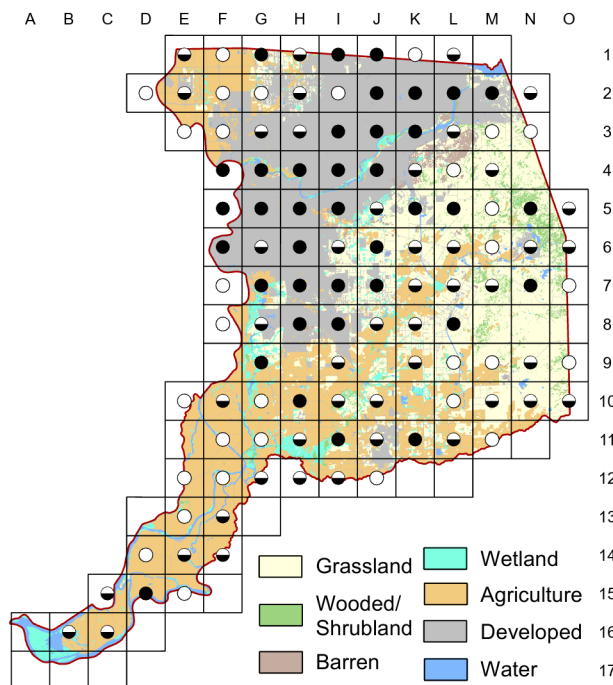 A B C D E F G H I J K L M N O
1
2
3
4
5
6
7
8
9
10
11
12
13
14
15
16
17
Grassland
Wooded/
Shrubland
Barren
Wetland
Agriculture
Developed
Water